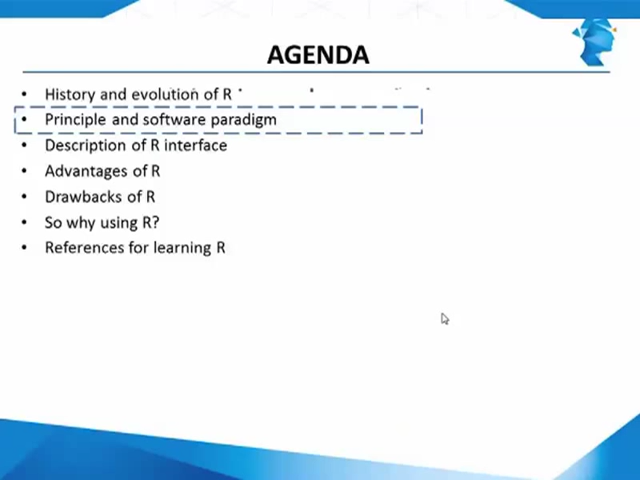 AGENDA
• History and evolution of R
• Principle and software paradigm
• Description of R interface
• Advantages of R
• Drawbacks of R
• So why using R?
• References for learning R